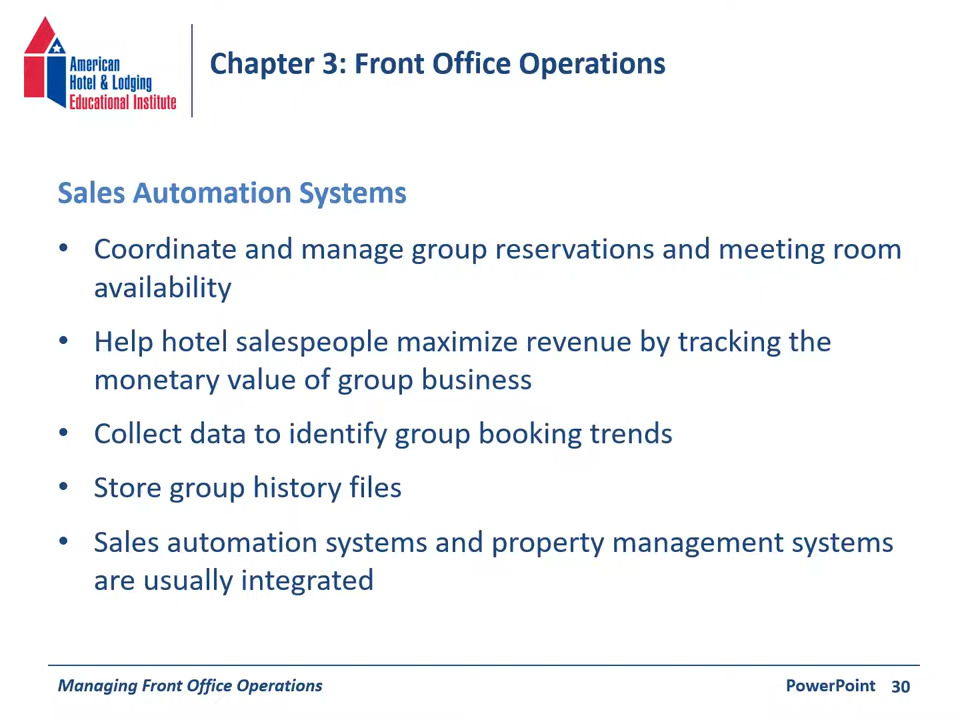 American
Hotel & Lodging
Educational Institute
Chapter 3: Front Office Operations
Sales Automation Systems
• Coordinate and manage group reservations and meeting room
availability
• Help hotel salespeople maximize revenue by tracking the
monetary value of group business
• Collect data to identify group booking trends
• Store group history files
• Sales automation systems and property management systems
are usually integrated
Managing Front Office Operations
PowerPoint 30